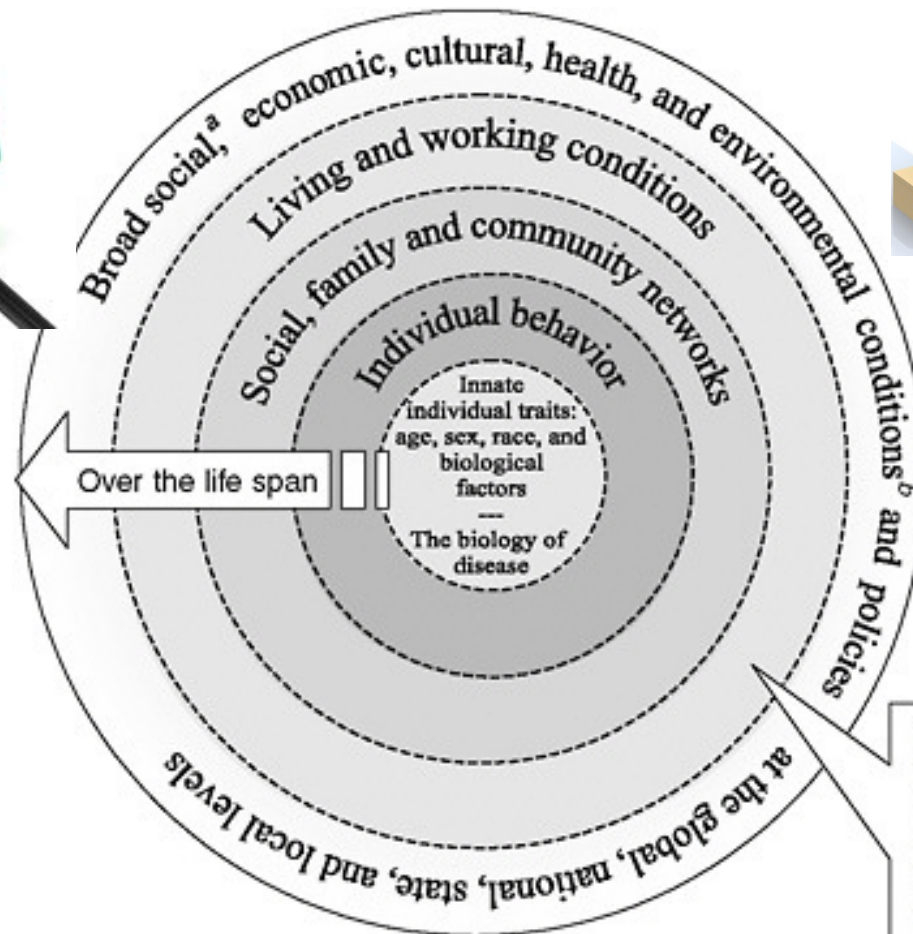 Broad social,ᵃ economic, cultural, health, and environmental conditionsᵇ and policies
at the global, national, state, and local levels
Living and working conditions
Social, family and community networks
Individual behavior
Innate
individual traits:
age, sex, race, and
biological
factors
---
The biology of
disease
Over the life span